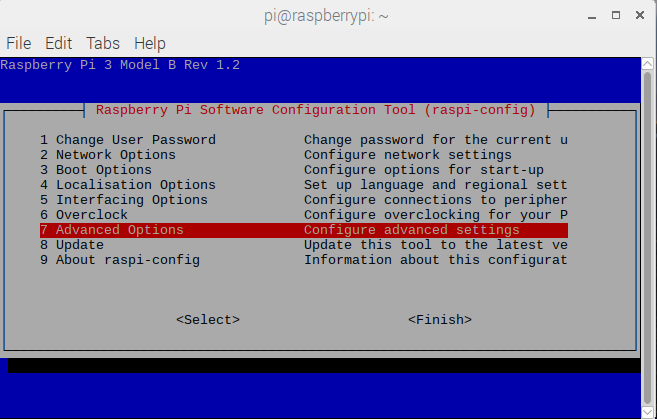 pi@raspberrypi: ~
File Edit Tabs Help
Raspberry Pi 3 Model B Rev 1.2
Raspberry Pi Software Configuration Tool (raspi-config)
1 Change User Password Change password for the current u
2 Network Options Configure network settings
3 Boot Options Configure options for start-up
4 Localisation Options Set up language and regional sett
5 Interfacing Options Configure connections to peripher
6 Overclock Configure overclocking for your P
7 Advanced Options Configure advanced settings
8 Update Update this tool to the latest ve
9 About raspi-config Information about this configurat
<Select> <Finish>